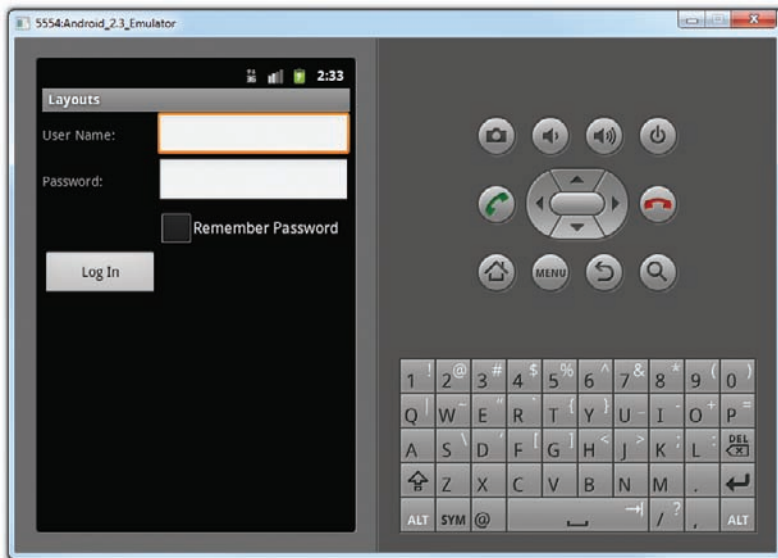 5554:Android_2.3_Emulator
3G 2:33
Layouts
User Name:
Password:
Remember Password
Log In
MENU
1 ! 2 @ 3 # 4 $ 5 % 6 ^ 7 & 8 * 9 ( 0 )
Q | W ~ E " R ` T { Y } U _ I - O + P =
A S \ D ' F [ G ] H < J > K ; L : DEL
Z X C V B N M .
ALT SYM @ / ? , ALT